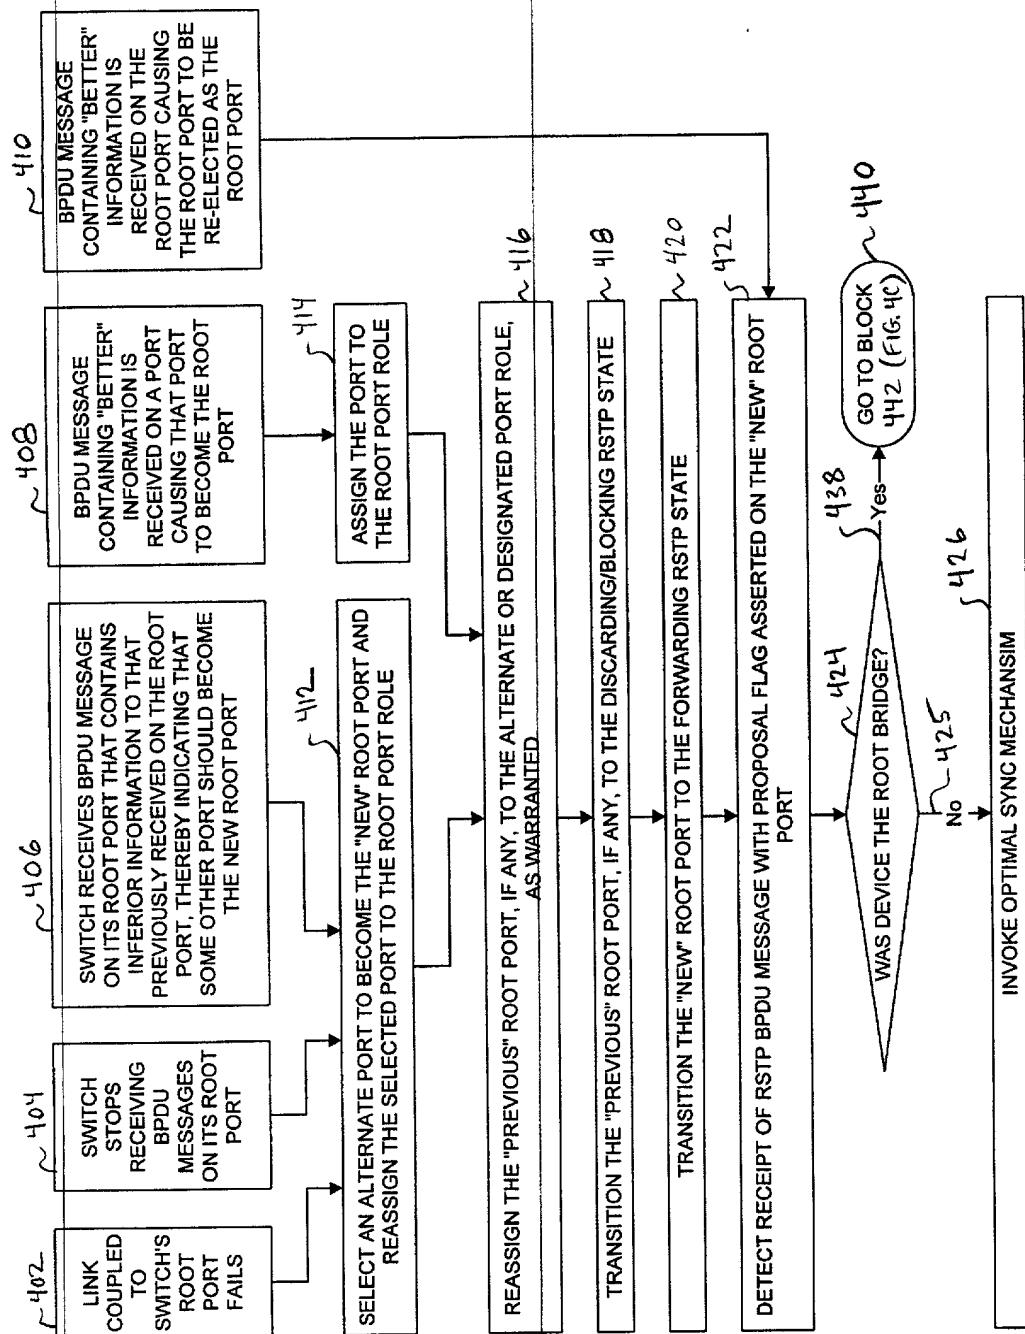 402
LINK
COUPLED
TO
SWITCH'S
ROOT
PORT
FAILS
404
SWITCH
STOPS
RECEIVING
BPDU
MESSAGES
ON ITS ROOT
PORT
406
SWITCH RECEIVES BPDU MESSAGE
ON ITS ROOT PORT THAT CONTAINS
INFERIOR INFORMATION TO THAT
PREVIOUSLY RECEIVED ON THE ROOT
PORT, THEREBY INDICATING THAT
SOME OTHER PORT SHOULD BECOME
THE NEW ROOT PORT
408
BPDU MESSAGE
CONTAINING "BETTER"
INFORMATION IS
RECEIVED ON A PORT
CAUSING THAT PORT
TO BECOME THE ROOT
PORT
410
BPDU MESSAGE
CONTAINING "BETTER"
INFORMATION IS
RECEIVED ON THE
ROOT PORT CAUSING
THE ROOT PORT TO BE
RE-ELECTED AS THE
ROOT PORT
412
SELECT AN ALTERNATE PORT TO BECOME THE "NEW" ROOT PORT AND
REASSIGN THE SELECTED PORT TO THE ROOT PORT ROLE
414
ASSIGN THE PORT TO
THE ROOT PORT ROLE
416
REASSIGN THE "PREVIOUS" ROOT PORT, IF ANY, TO THE ALTERNATE OR DESIGNATED PORT ROLE,
AS WARRANTED
418
TRANSITION THE "PREVIOUS" ROOT PORT, IF ANY, TO THE DISCARDING/BLOCKING RSTP STATE
420
TRANSITION THE "NEW" ROOT PORT TO THE FORWARDING RSTP STATE
422
DETECT RECEIPT OF RSTP BPDU MESSAGE WITH PROPOSAL FLAG ASSERTED ON THE "NEW" ROOT
PORT
424
WAS DEVICE THE ROOT BRIDGE?
438
Yes
440
GO TO BLOCK
442 (FIG. 4C)
425
No
426
INVOKE OPTIMAL SYNC MECHANSIM